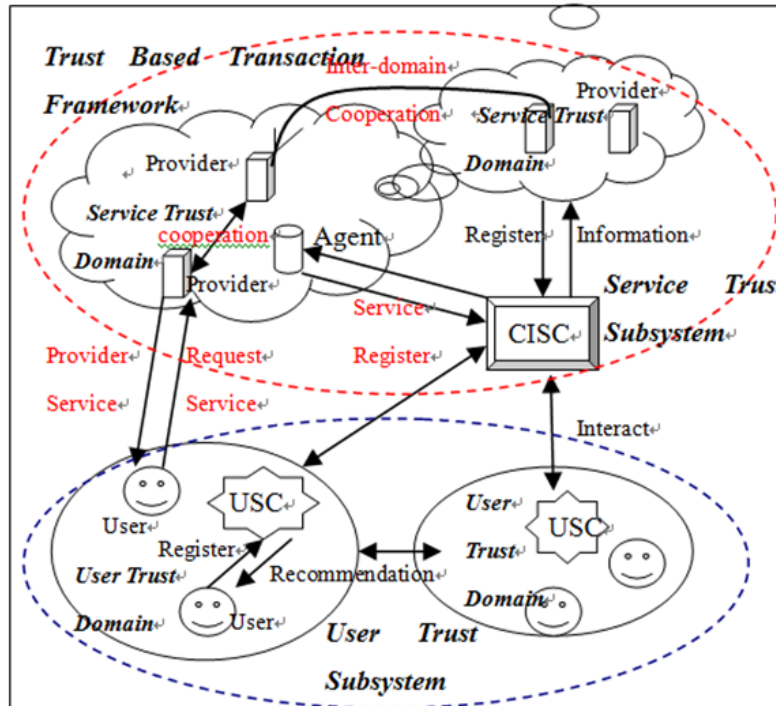 Trust Based Transaction
Framework
Inter-domain
Cooperation
Provider
Service Trust
Domain
Provider
Service Trust
cooperation
Domain
Provider
Agent
Register
Information
Service Trus
Subsystem
Service
Register
CISC
Provider
Service
Request
Service
Interact
User
USC
Register
User Trust
Domain
User
Recommendation
User
Trust
Domain
USC
User Trust
Subsystem